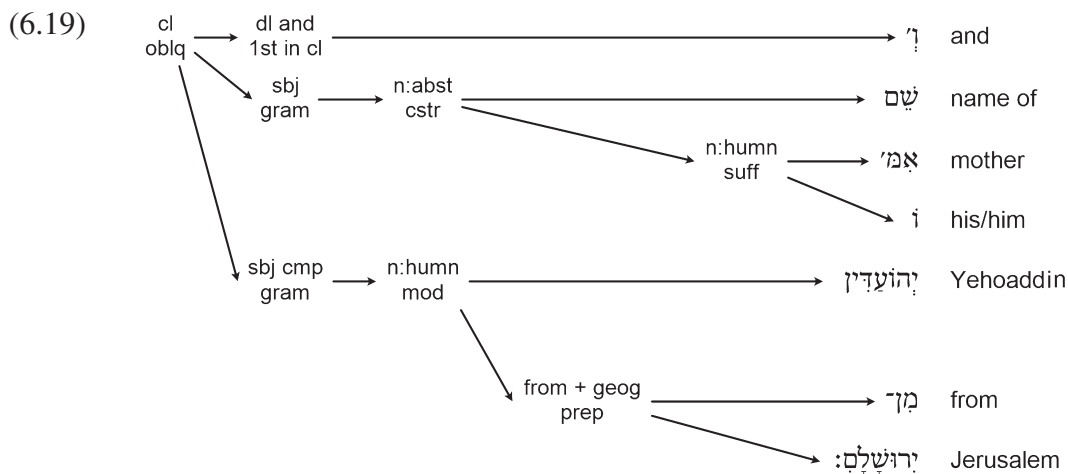 (6.19)
cl
oblq
dl and
1st in cl
וְ׳ and
sbj
gram
n:abst
cstr
שֵׁם name of
n:humn
suff
אִמּ׳ mother
וֹ his/him
sbj cmp
gram
n:humn
mod
יְהוֹעַדִּין Yehoaddin
from + geog
prep
מִן־ from
יְרוּשָׁלִָם׃ Jerusalem